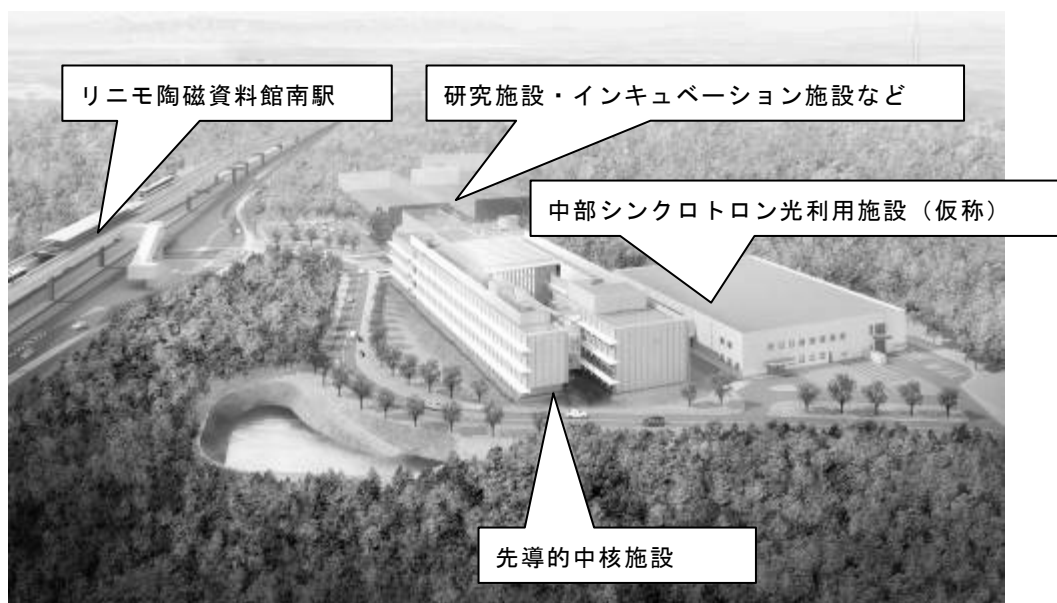 リニモ陶磁資料館南駅
研究施設・インキュベーション施設など
中部シンクロトロン光利用施設（仮称）
先導的中核施設